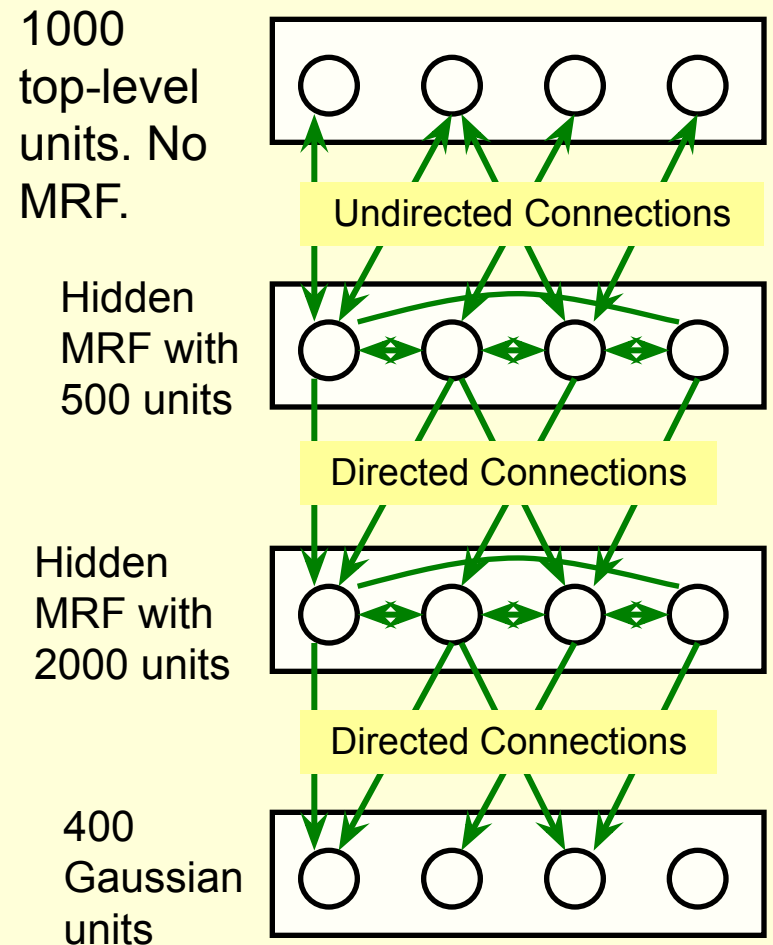 1000
top-level
units. No
MRF.
Undirected Connections
Hidden
MRF with
500 units
Directed Connections
Hidden
MRF with
2000 units
Directed Connections
400
Gaussian
units